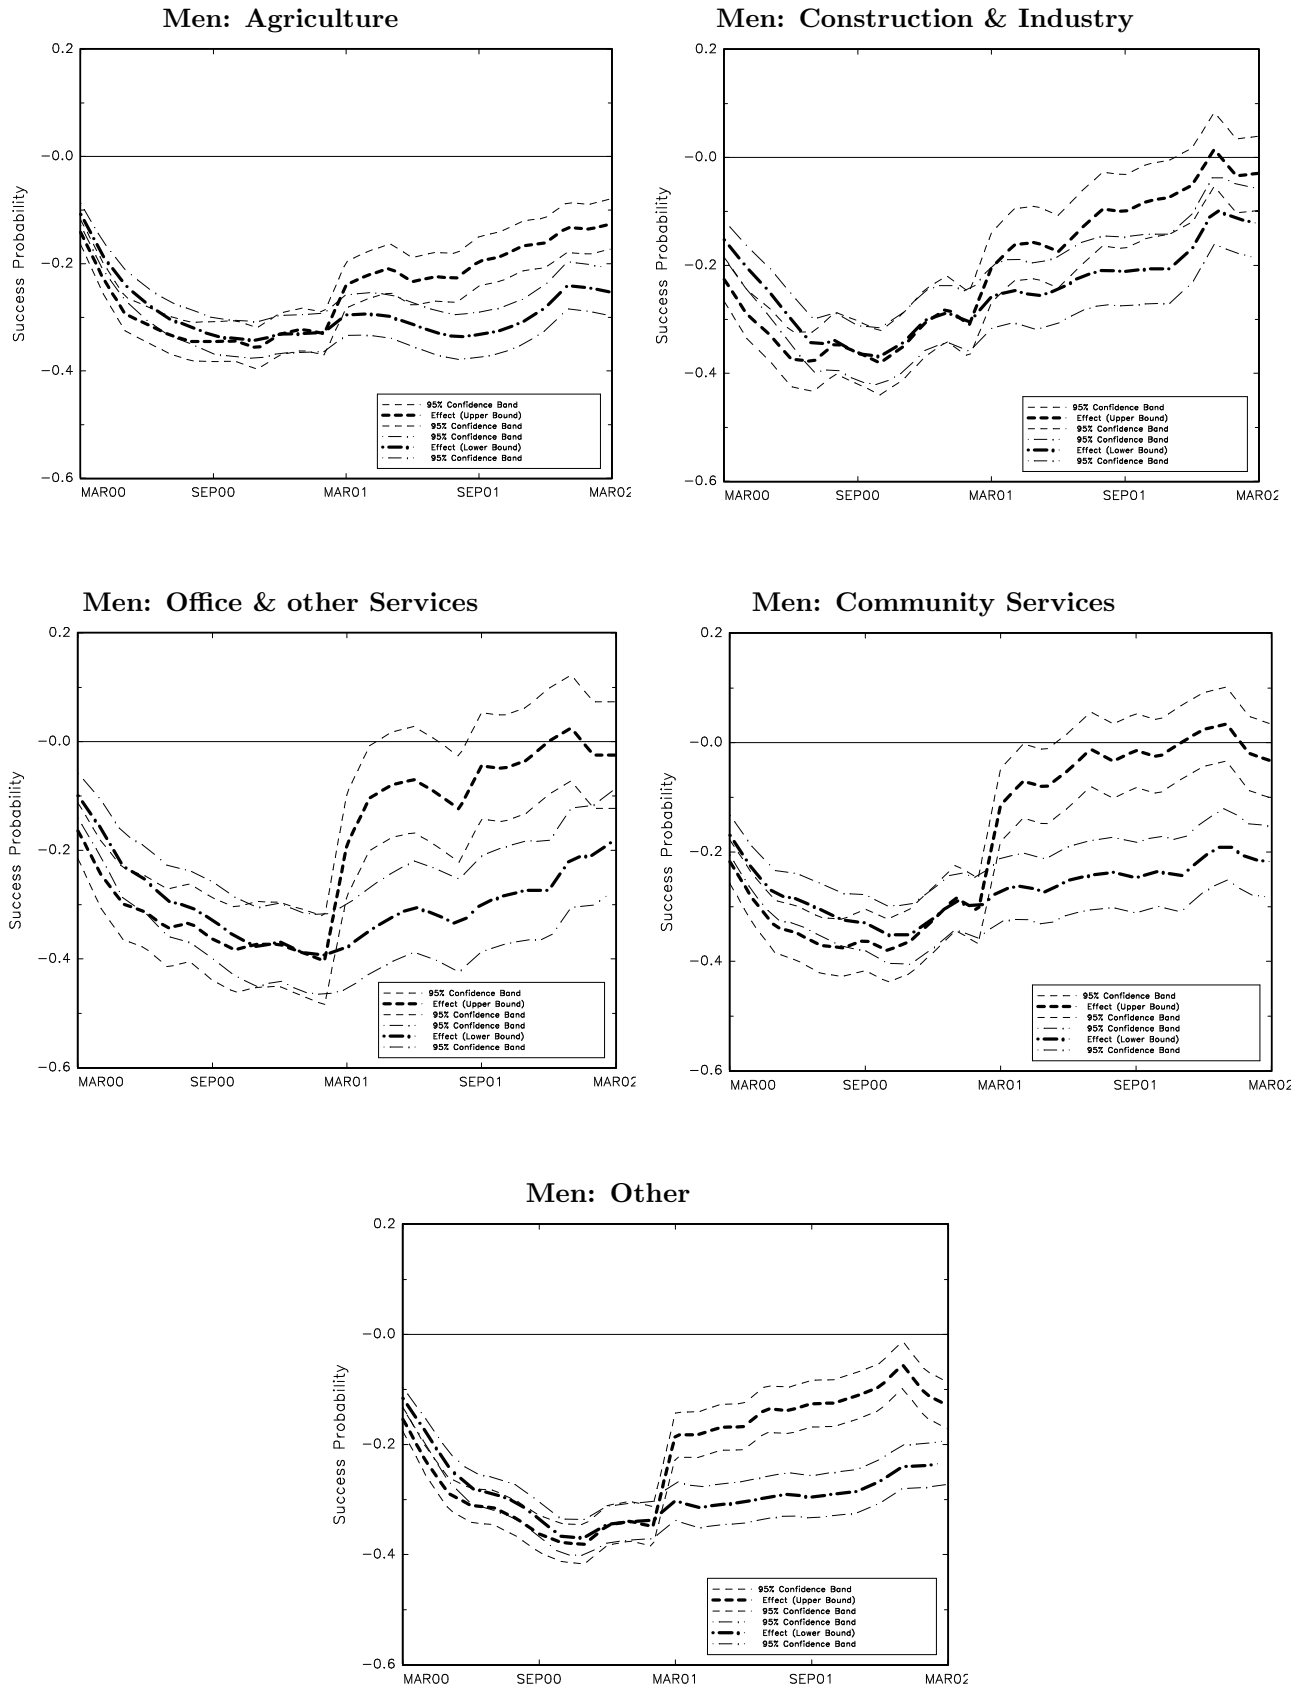 Men: Agriculture
0.2
-0.0
-0.2
-0.4
-0.6
Success Probability
95% Confidence Band
Effect (Upper Bound)
95% Confidence Band
95% Confidence Band
Effect (Lower Bound)
95% Confidence Band
MAR00 SEP00 MAR01 SEP01 MAR02
Men: Construction & Industry
0.2
-0.0
-0.2
-0.4
-0.6
Success Probability
95% Confidence Band
Effect (Upper Bound)
95% Confidence Band
95% Confidence Band
Effect (Lower Bound)
95% Confidence Band
MAR00 SEP00 MAR01 SEP01 MAR02
Men: Office & other Services
0.2
-0.0
-0.2
-0.4
-0.6
Success Probability
95% Confidence Band
Effect (Upper Bound)
95% Confidence Band
95% Confidence Band
Effect (Lower Bound)
95% Confidence Band
MAR00 SEP00 MAR01 SEP01 MAR02
Men: Community Services
0.2
-0.0
-0.2
-0.4
-0.6
Success Probability
95% Confidence Band
Effect (Upper Bound)
95% Confidence Band
95% Confidence Band
Effect (Lower Bound)
95% Confidence Band
MAR00 SEP00 MAR01 SEP01 MAR02
Men: Other
0.2
-0.0
-0.2
-0.4
-0.6
Success Probability
95% Confidence Band
Effect (Upper Bound)
95% Confidence Band
95% Confidence Band
Effect (Lower Bound)
95% Confidence Band
MAR00 SEP00 MAR01 SEP01 MAR02